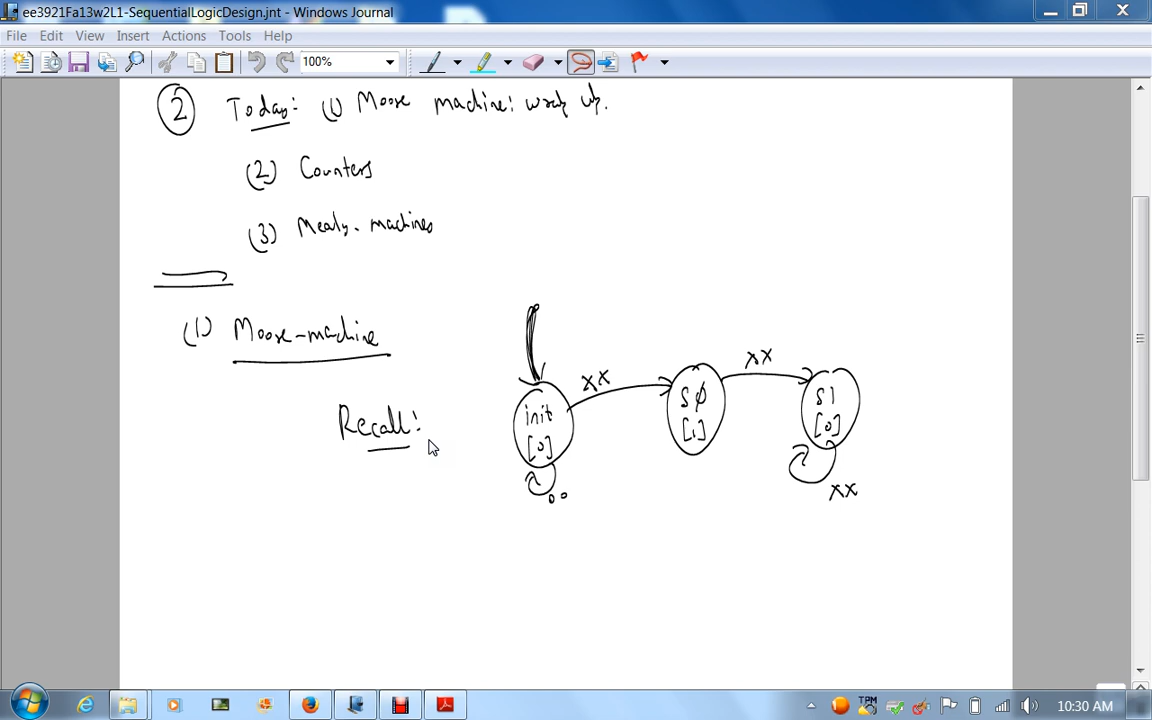 ee3921Fa13w2L1-SequentialLogicDesign.jnt - Windows Journal
File Edit View Insert Actions Tools Help
100%
2 Today: (1) Moore machine: wrap up.
(2) Counters
(3) Mealy-machines
(1) Moore-machine
XX XX
Recall: init S0 S1
[0] [1] [0]
00 XX
TAPM
10:30 AM